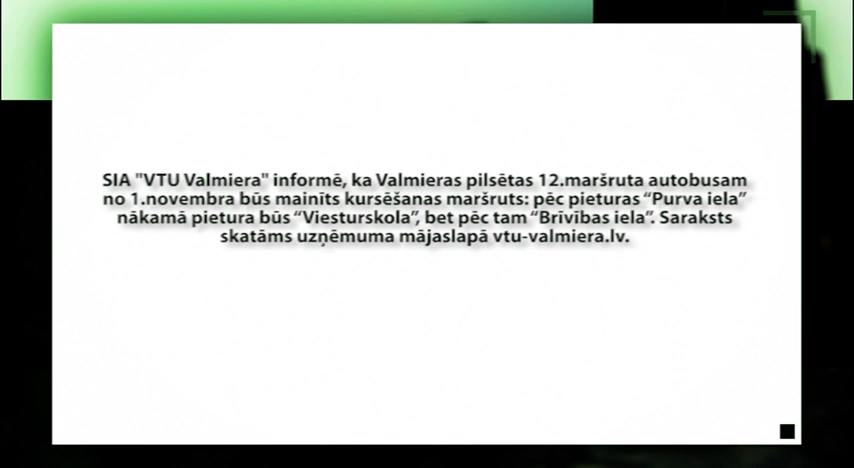 SIA "VTU Valmiera" informē, ka Valmieras pilsētas 12.maršruta autobusam
no 1.novembra būs mainīts kursēšanas maršruts: pēc pieturas “Purva iela”
nākamā pietura būs “Viesturskola”, bet pēc tam “Brīvības iela”. Saraksts
skatāms uzņēmuma mājaslapā vtu-valmiera.lv.